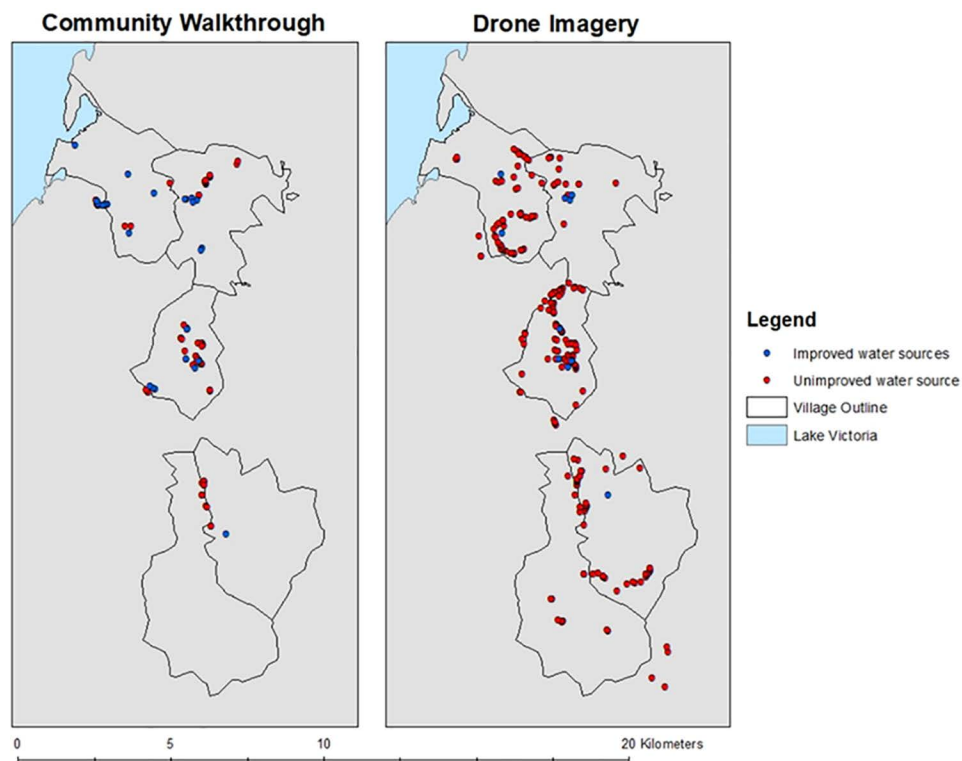 Community Walkthrough
Drone Imagery
Legend
Improved water sources
Unimproved water source
Village Outline
Lake Victoria
0 5 10 20 Kilometers